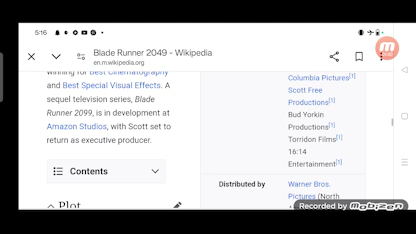 5:16
Blade Runner 2049 - Wikipedia
en.m.wikipedia.org
winning for Best Cinematography
and Best Special Visual Effects. A
sequel television series, Blade
Runner 2099, is in development at
Amazon Studios, with Scott set to
return as executive producer.
Contents
Plot
Columbia Pictures[1]
Scott Free
Productions[1]
Bud Yorkin
Productions[1]
Torridon Films[1]
16:14
Entertainment[1]
Distributed by
Warner Bros.
Pictures (North
Recorded by Mobizen